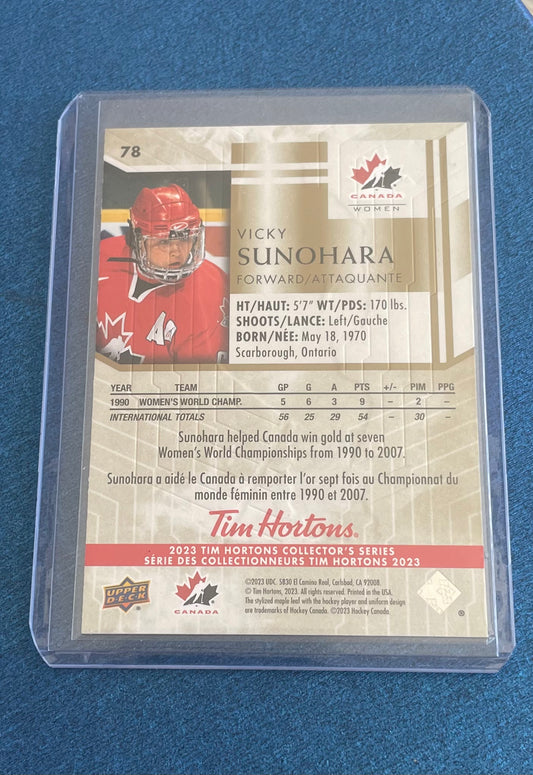 78
CANADA
WOMEN
VICKY
SUNOHARA
FORWARD/ATTAQUANTE
HT/HAUT: 5'7" WT/PDS: 170 lbs.
SHOOTS/LANCE: Left/Gauche
BORN/NÉE: May 18, 1970
Scarborough, Ontario
A
YEAR TEAM GP G A PTS +/- PIM PPG
1990 WOMEN'S WORLD CHAMP. 5 6 3 9 – 2 –
INTERNATIONAL TOTALS 56 25 29 54 – 30 –
Sunohara helped Canada win gold at seven
Women's World Championships from 1990 to 2007.
Sunohara a aidé le Canada à remporter l'or sept fois au Championnat du
monde féminin entre 1990 et 2007.
Tim Hortons®
2023 TIM HORTONS COLLECTOR'S SERIES
SÉRIE DES COLLECTIONNEURS TIM HORTONS 2023
UPPER
DECK
CANADA
©2023 UDC. 5830 El Camino Real, Carlsbad, CA 92008.
© Tim Hortons, 2023. All rights reserved. Printed in the USA.
The stylized maple leaf with the hockey player and uniform design
are trademarks of Hockey Canada. ©2023 Hockey Canada.
®